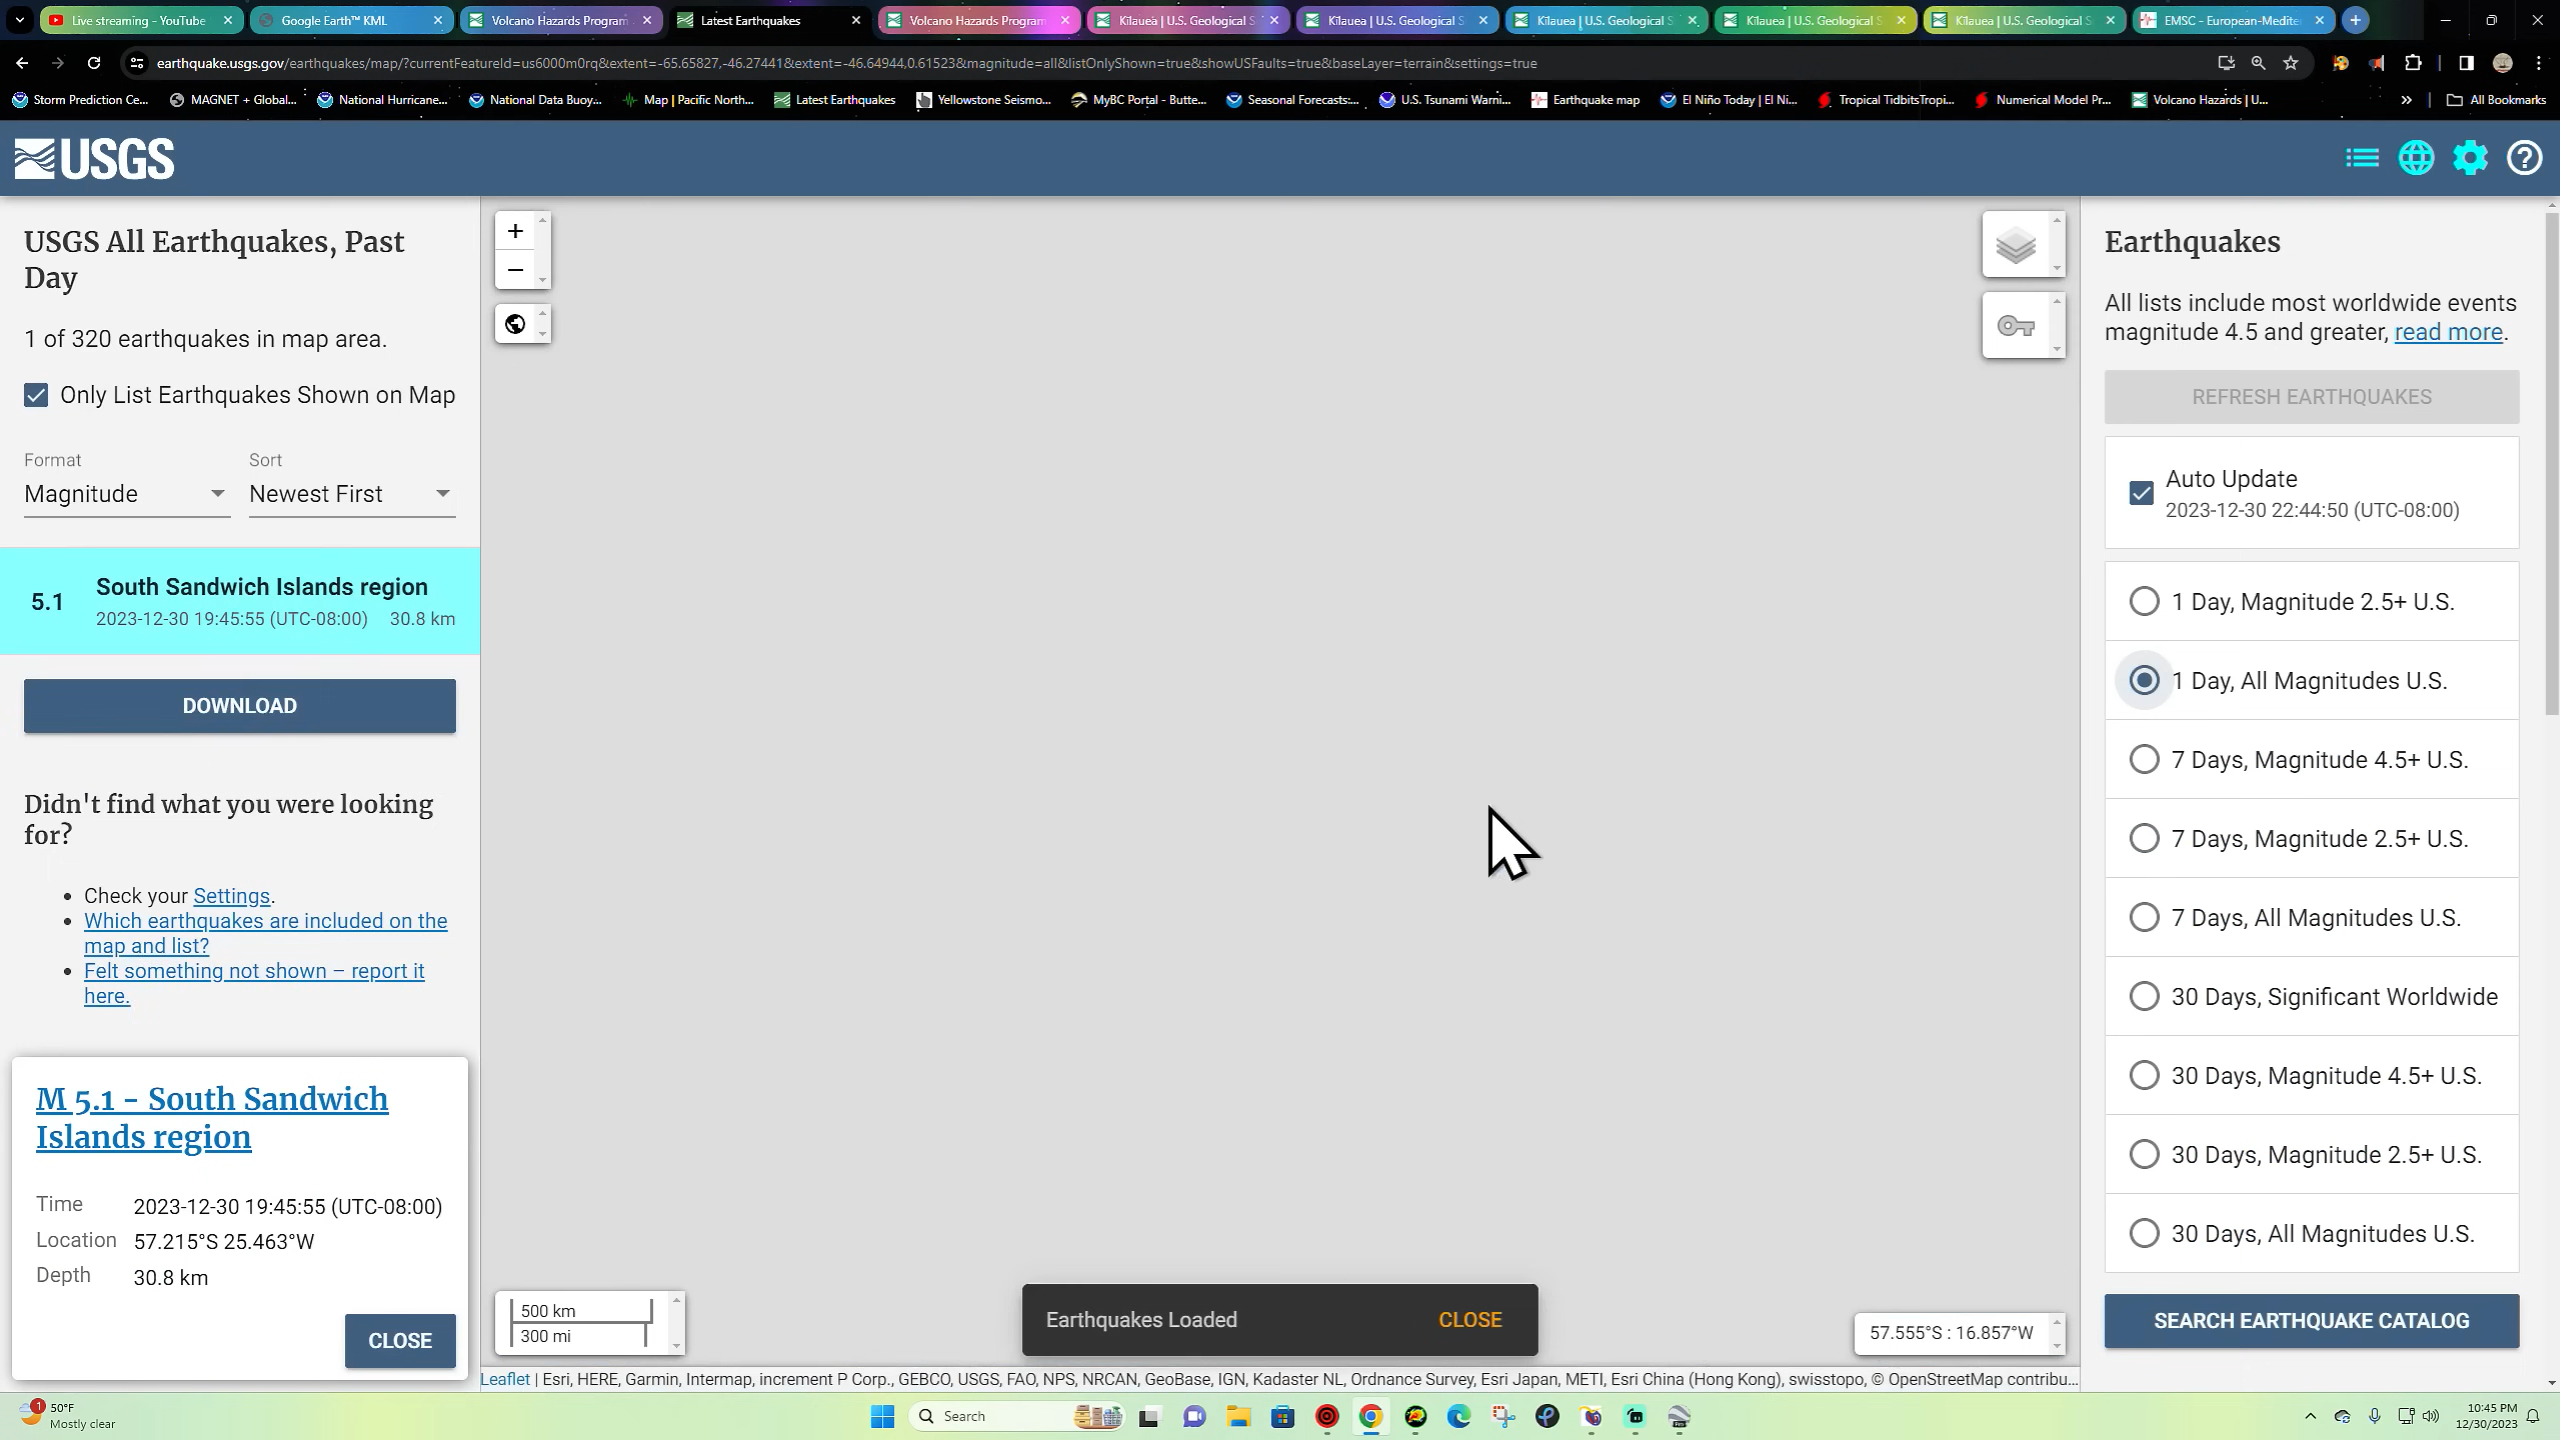 Live streaming - YouTube
Google Earth™ KML
Volcano Hazards Program
Latest Earthquakes
Volcano Hazards Program
Kīlauea | U.S. Geological S
Kīlauea | U.S. Geological S
Kīlauea | U.S. Geological S
Kīlauea | U.S. Geological S
Kīlauea | U.S. Geological S
EMSC - European-Mediter
earthquake.usgs.gov/earthquakes/map/?currentFeatureId=us6000m0rq&extent=-65.65827,-46.27441&extent=-46.64944,0.61523&magnitude=all&listOnlyShown=true&showUSFaults=true&baseLayer=terrain&settings=true
Storm Prediction Ce...
MAGNET + Global...
National Hurricane...
National Data Buoy...
Map | Pacific North...
Latest Earthquakes
Yellowstone Seismo...
MyBC Portal - Butte...
Seasonal Forecasts:...
U.S. Tsunami Warni...
Earthquake map
El Niño Today | El Ni...
Tropical TidbitsTropi...
Numerical Model Pr...
Volcano Hazards | U...
All Bookmarks
USGS
USGS All Earthquakes, Past
Day
1 of 320 earthquakes in map area.
Only List Earthquakes Shown on Map
Format
Sort
Magnitude
Newest First
5.1
South Sandwich Islands region
2023-12-30 19:45:55 (UTC-08:00) 30.8 km
DOWNLOAD
Didn't find what you were looking
for?
• Check your Settings.
• Which earthquakes are included on the
map and list?
• Felt something not shown – report it
here.
M 5.1 - South Sandwich
Islands region
Time 2023-12-30 19:45:55 (UTC-08:00)
Location 57.215°S 25.463°W
Depth 30.8 km
CLOSE
+
−
500 km
300 mi
Earthquakes Loaded CLOSE
57.555°S : 16.857°W
Leaflet | Esri, HERE, Garmin, Intermap, increment P Corp., GEBCO, USGS, FAO, NPS, NRCAN, GeoBase, IGN, Kadaster NL, Ordnance Survey, Esri Japan, METI, Esri China (Hong Kong), swisstopo, © OpenStreetMap contribu...
Earthquakes
All lists include most worldwide events
magnitude 4.5 and greater, read more.
REFRESH EARTHQUAKES
Auto Update
2023-12-30 22:44:50 (UTC-08:00)
1 Day, Magnitude 2.5+ U.S.
1 Day, All Magnitudes U.S.
7 Days, Magnitude 4.5+ U.S.
7 Days, Magnitude 2.5+ U.S.
7 Days, All Magnitudes U.S.
30 Days, Significant Worldwide
30 Days, Magnitude 4.5+ U.S.
30 Days, Magnitude 2.5+ U.S.
30 Days, All Magnitudes U.S.
SEARCH EARTHQUAKE CATALOG
1
50°F
Mostly clear
Search
10:45 PM
12/30/2023